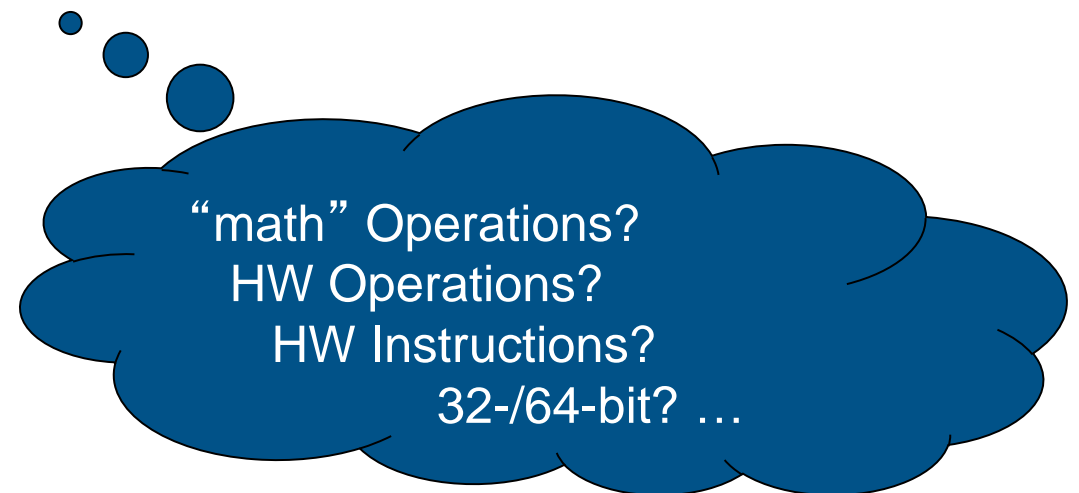 “math” Operations?
HW Operations?
HW Instructions?
32-/64-bit? …